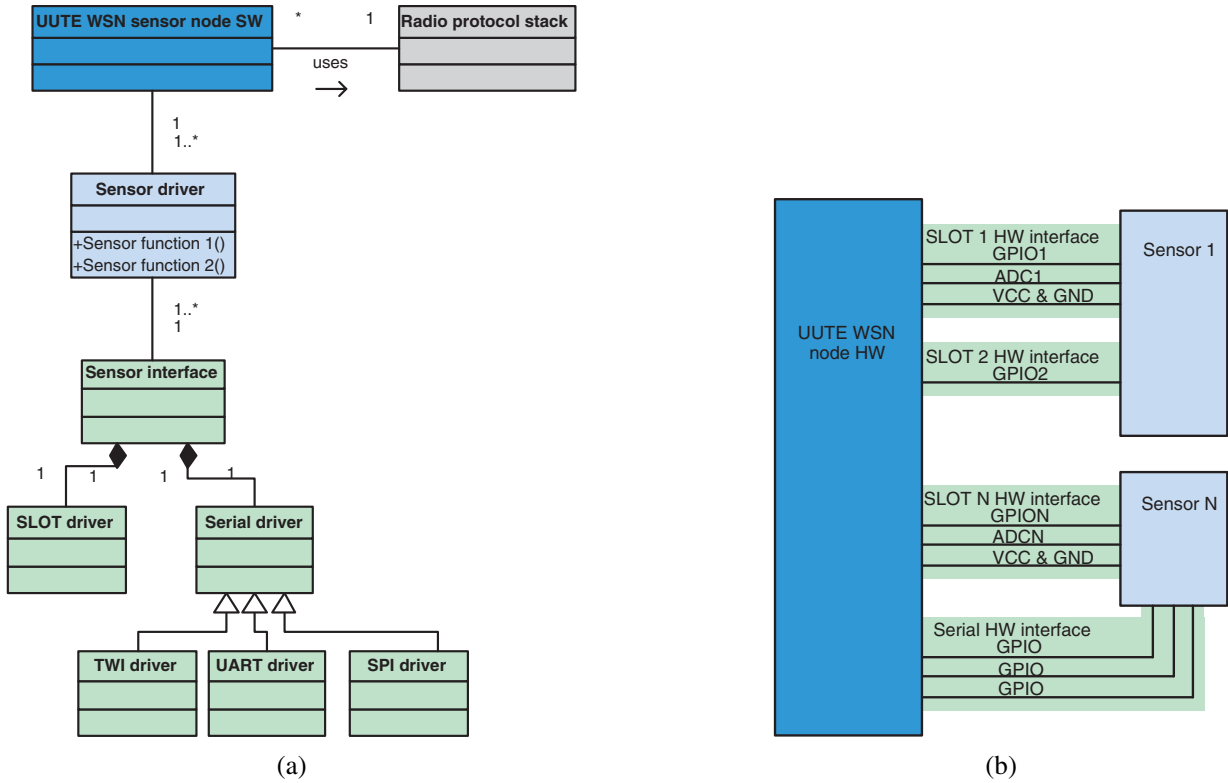 UUTE WSN sensor node SW
*
1
Radio protocol stack
uses
1
1..*
Sensor driver
+Sensor function 1()
+Sensor function 2()
1..*
1
Sensor interface
1
1
1
1
SLOT driver
Serial driver
TWI driver
UART driver
SPI driver
(a)
UUTE WSN
node HW
SLOT 1 HW interface
GPIO1
ADC1
VCC & GND
SLOT 2 HW interface
GPIO2
Sensor 1
SLOT N HW interface
GPION
ADCN
VCC & GND
Sensor N
Serial HW interface
GPIO
GPIO
GPIO
(b)